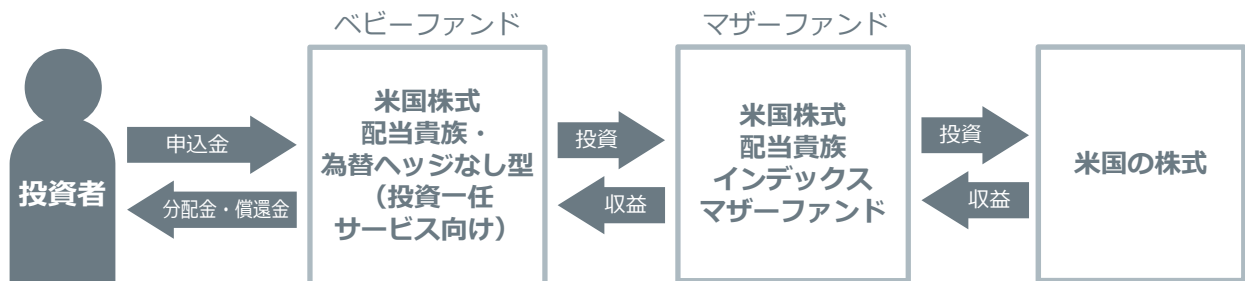 ベビーファンド
マザーファンド
投資者
申込金
分配金・償還金
米国株式
配当貴族・
為替ヘッジなし型
（投資一任
サービス向け）
投資
収益
米国株式
配当貴族
インデックス
マザーファンド
投資
収益
米国の株式